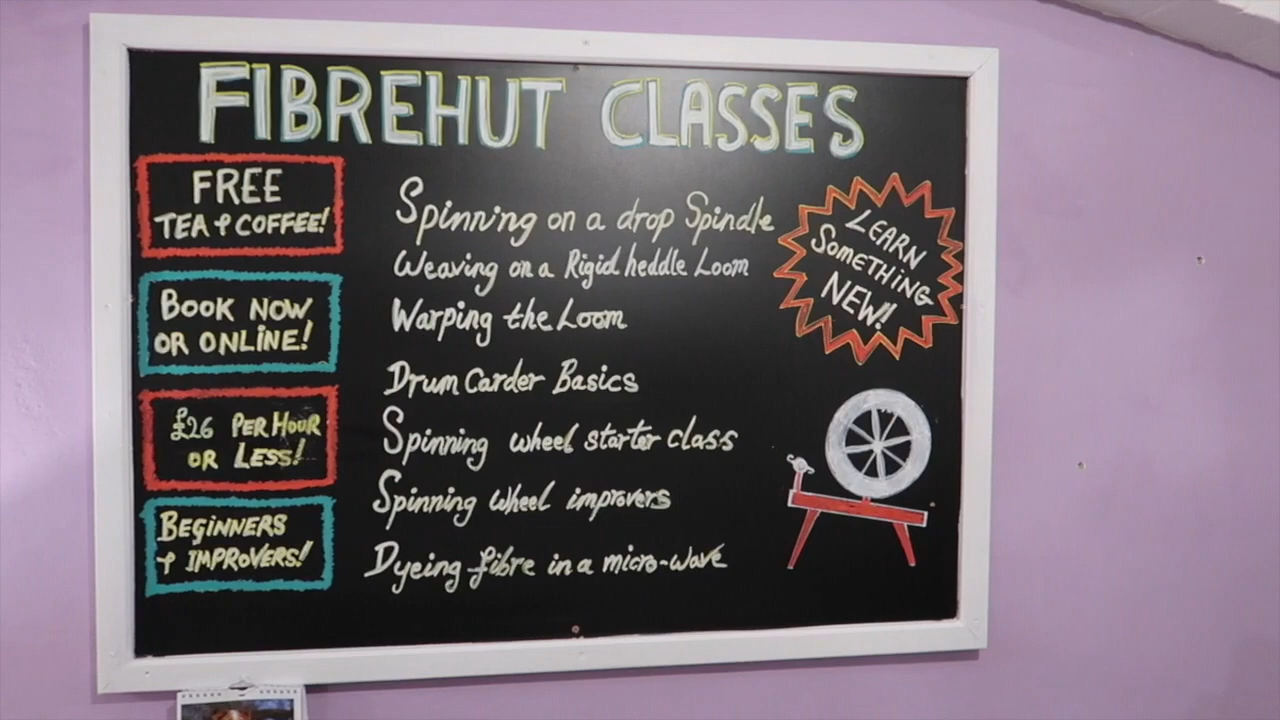 FIBREHUT CLASSES
FREE
TEA & COFFEE!
BOOK NOW
OR ONLINE!
£26 PER HOUR
OR LESS!
BEGINNERS
& IMPROVERS!
Spinning on a drop Spindle
Weaving on a Rigid heddle Loom
Warping the Loom
Drum Carder Basics
Spinning wheel starter class
Spinning wheel improvers
Dyeing fibre in a micro-wave
LEARN
SOMETHING
NEW!